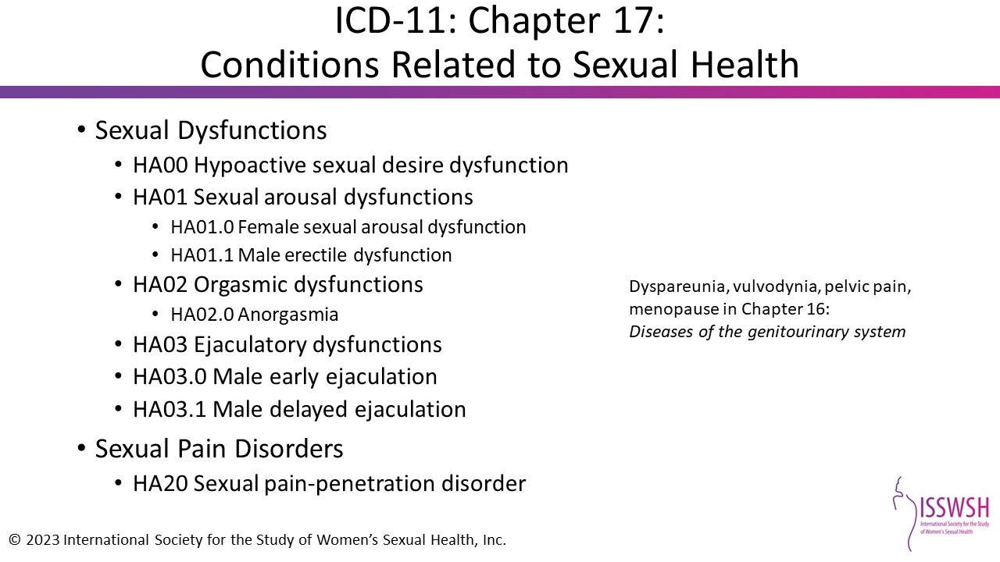 ICD-11: Chapter 17:
Conditions Related to Sexual Health
• Sexual Dysfunctions
• HA00 Hypoactive sexual desire dysfunction
• HA01 Sexual arousal dysfunctions
• HA01.0 Female sexual arousal dysfunction
• HA01.1 Male erectile dysfunction
• HA02 Orgasmic dysfunctions
• HA02.0 Anorgasmia
• HA03 Ejaculatory dysfunctions
• HA03.0 Male early ejaculation
• HA03.1 Male delayed ejaculation
• Sexual Pain Disorders
• HA20 Sexual pain-penetration disorder
Dyspareunia, vulvodynia, pelvic pain,
menopause in Chapter 16:
Diseases of the genitourinary system
© 2023 International Society for the Study of Women’s Sexual Health, Inc.
ISSWSH
International Society for the Study
of Women's Sexual Health